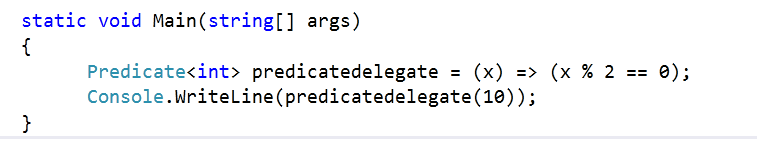 static void Main(string[] args)
{
Predicate<int> predicatedelegate = (x) => (x % 2 == 0);
Console.WriteLine(predicatedelegate(10));
}